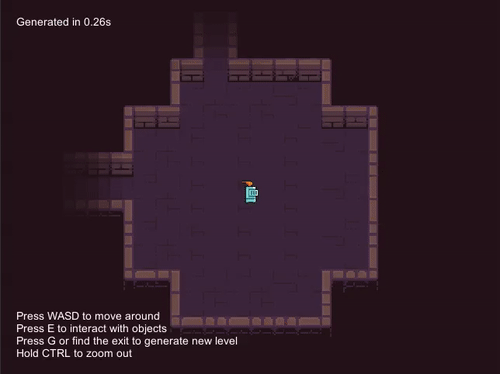 Generated in 0.26s
Press WASD to move around
Press E to interact with objects
Press G or find the exit to generate new level
Hold CTRL to zoom out